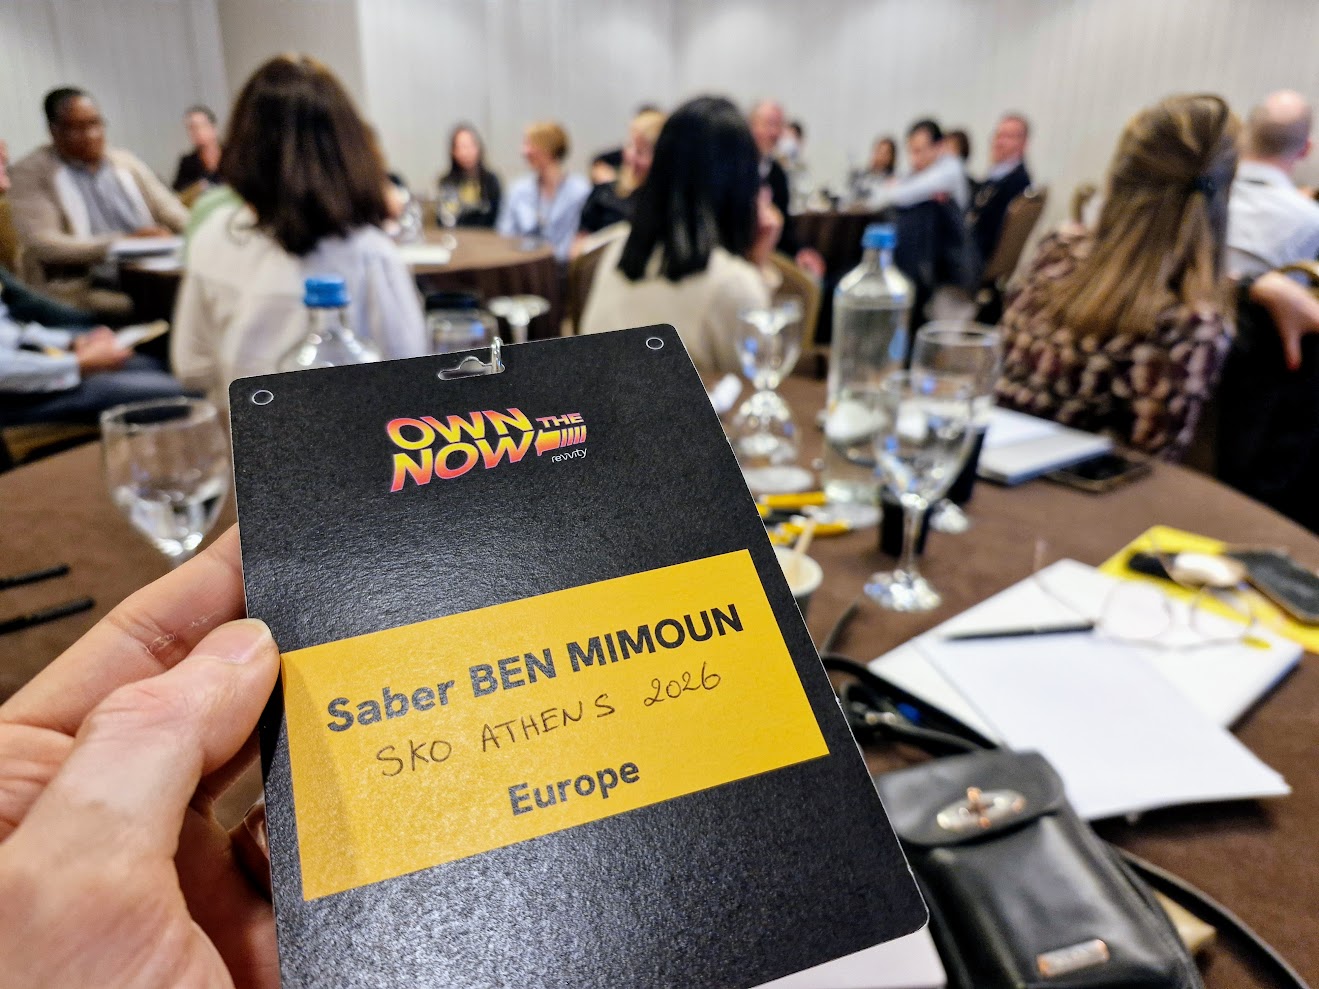 OWN THE
NOW
revvity
Saber BEN MIMOUN
SKO ATHENS 2026
Europe